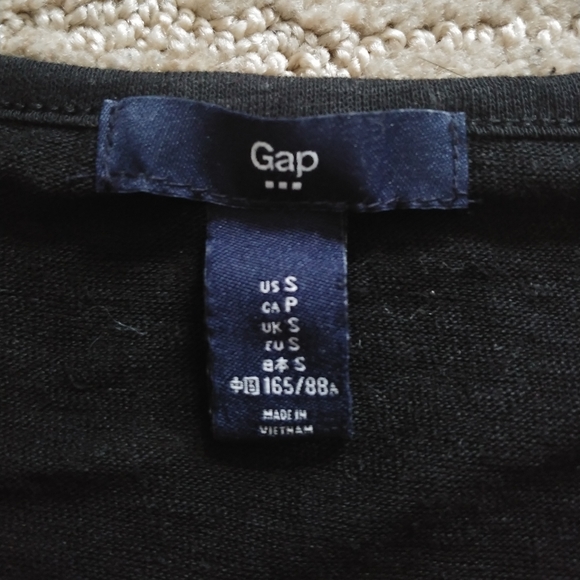 Gap
US S
CA P
UK S
EU S
日本 S
中国 165/88A
MADE IN
VIETNAM